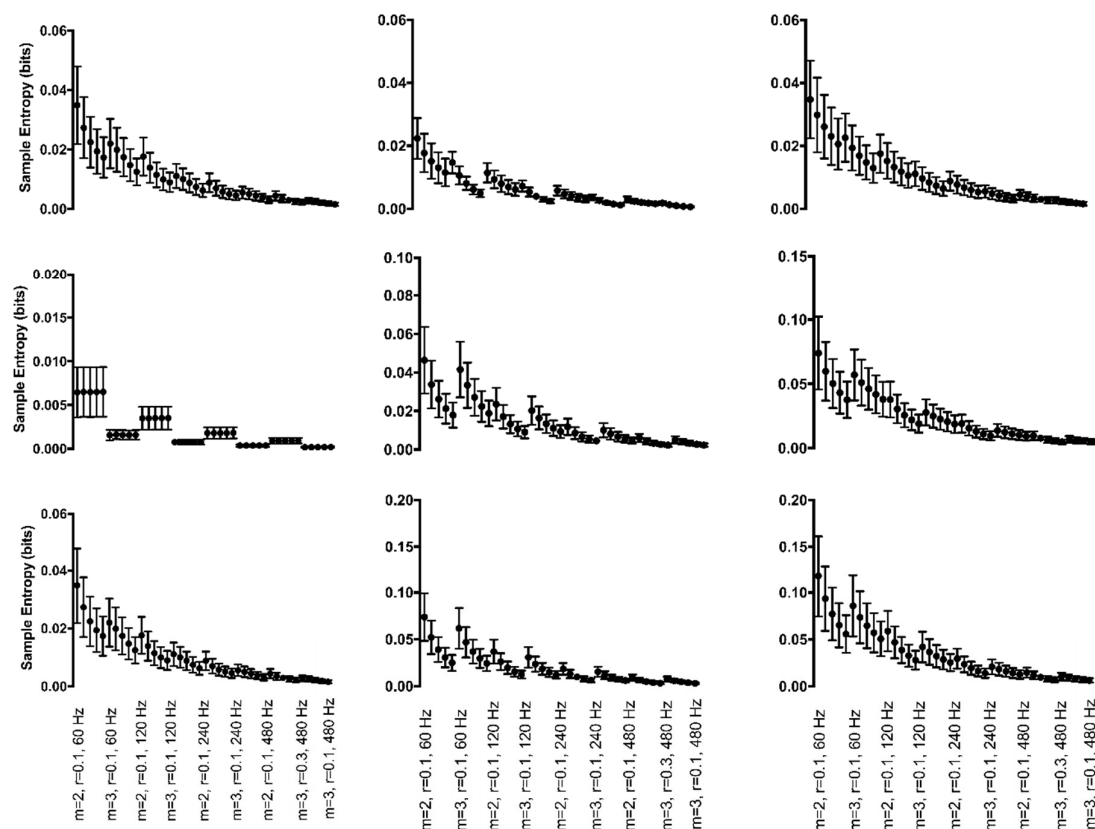 Sample Entropy (bits)
0.06
0.04
0.02
0.00
0.06
0.04
0.02
0.00
0.06
0.04
0.02
0.00
Sample Entropy (bits)
0.020
0.015
0.010
0.005
0.000
0.10
0.08
0.06
0.04
0.02
0.00
0.15
0.10
0.05
0.00
Sample Entropy (bits)
0.06
0.04
0.02
0.00
0.20
0.15
0.10
0.05
0.00
0.20
0.15
0.10
0.05
0.00
m=2, r=0.1, 60 Hz
m=3, r=0.1, 60 Hz
m=2, r=0.1, 120 Hz
m=3, r=0.1, 120 Hz
m=2, r=0.1, 240 Hz
m=3, r=0.1, 240 Hz
m=2, r=0.1, 480 Hz
m=3, r=0.3, 480 Hz
m=3, r=0.1, 480 Hz
m=2, r=0.1, 60 Hz
m=3, r=0.1, 60 Hz
m=2, r=0.1, 120 Hz
m=3, r=0.1, 120 Hz
m=2, r=0.1, 240 Hz
m=3, r=0.1, 240 Hz
m=2, r=0.1, 480 Hz
m=3, r=0.3, 480 Hz
m=3, r=0.1, 480 Hz
m=2, r=0.1, 60 Hz
m=3, r=0.1, 60 Hz
m=2, r=0.1, 120 Hz
m=3, r=0.1, 120 Hz
m=2, r=0.1, 240 Hz
m=3, r=0.1, 240 Hz
m=2, r=0.1, 480 Hz
m=3, r=0.3, 480 Hz
m=3, r=0.1, 480 Hz